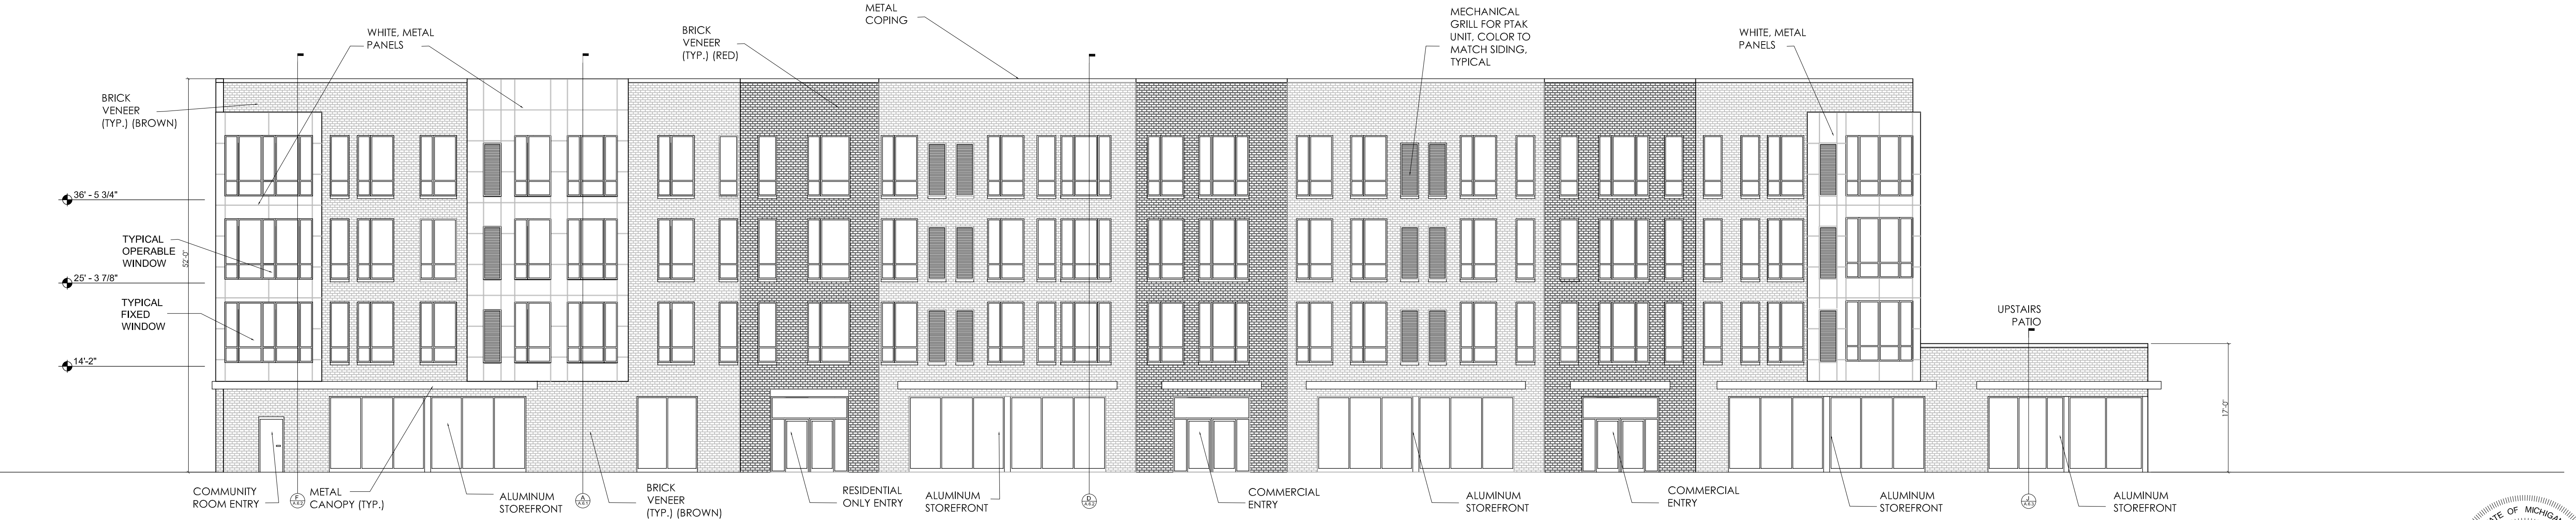 METAL
COPING
MECHANICAL
GRILL FOR PTAK
UNIT, COLOR TO
MATCH SIDING,
TYPICAL
WHITE, METAL
PANELS
BRICK
VENEER
(TYP.) (RED)
WHITE, METAL
PANELS
BRICK
VENEER
(TYP.) (BROWN)
36' - 5 3/4"
TYPICAL
OPERABLE
WINDOW
52'-0"
25' - 3 7/8"
TYPICAL
FIXED
WINDOW
UPSTAIRS
PATIO
14'-2"
17'-0"
COMMUNITY
ROOM ENTRY
F
METAL
CANOPY (TYP.)
ALUMINUM
STOREFRONT
A
BRICK
VENEER
(TYP.) (BROWN)
RESIDENTIAL
ONLY ENTRY
ALUMINUM
STOREFRONT
D
COMMERCIAL
ENTRY
ALUMINUM
STOREFRONT
COMMERCIAL
ENTRY
ALUMINUM
STOREFRONT
J
ALUMINUM
STOREFRONT
OF MICHIGAN